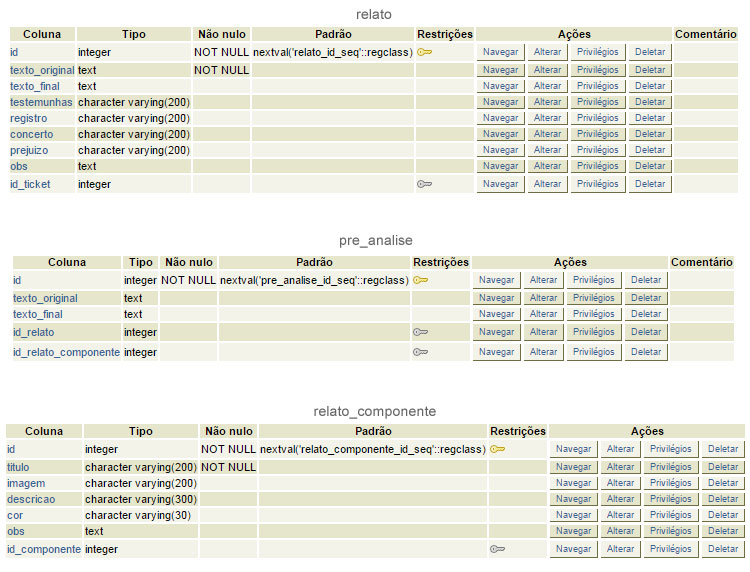 relato
Coluna Tipo Não nulo Padrão Restrições Ações Comentário
id integer NOT NULL nextval('relato_id_seq'::regclass) Navegar Alterar Privilégios Deletar
texto_original text NOT NULL Navegar Alterar Privilégios Deletar
texto_final text Navegar Alterar Privilégios Deletar
testemunhas character varying(200) Navegar Alterar Privilégios Deletar
registro character varying(200) Navegar Alterar Privilégios Deletar
concerto character varying(200) Navegar Alterar Privilégios Deletar
prejuizo character varying(200) Navegar Alterar Privilégios Deletar
obs text Navegar Alterar Privilégios Deletar
id_ticket integer Navegar Alterar Privilégios Deletar
pre_analise
Coluna Tipo Não nulo Padrão Restrições Ações Comentário
id integer NOT NULL nextval('pre_analise_id_seq'::regclass) Navegar Alterar Privilégios Deletar
texto_original text Navegar Alterar Privilégios Deletar
texto_final text Navegar Alterar Privilégios Deletar
id_relato integer Navegar Alterar Privilégios Deletar
id_relato_componente integer Navegar Alterar Privilégios Deletar
relato_componente
Coluna Tipo Não nulo Padrão Restrições Ações
id integer NOT NULL nextval('relato_componente_id_seq'::regclass) Navegar Alterar Privilégios Deletar
titulo character varying(200) NOT NULL Navegar Alterar Privilégios Deletar
imagem character varying(200) Navegar Alterar Privilégios Deletar
descricao character varying(300) Navegar Alterar Privilégios Deletar
cor character varying(30) Navegar Alterar Privilégios Deletar
obs text Navegar Alterar Privilégios Deletar
id_componente integer Navegar Alterar Privilégios Deletar